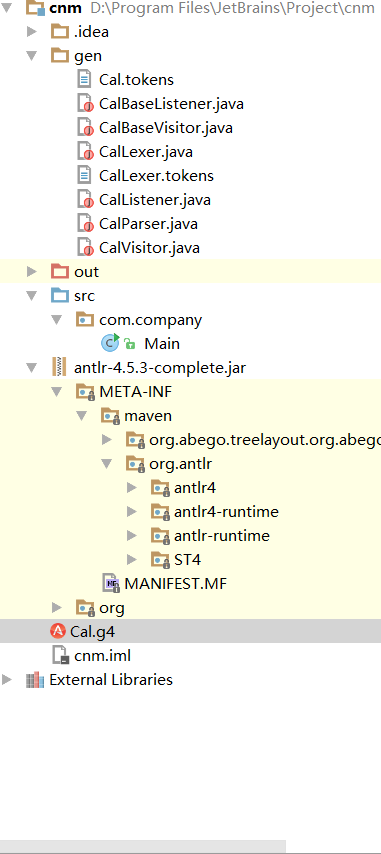 cnm D:\Program Files\JetBrains\Project\cnm
.idea
gen
Cal.tokens
CalBaseListener.java
CalBaseVisitor.java
CalLexer.java
CalLexer.tokens
CalListener.java
CalParser.java
CalVisitor.java
out
src
com.company
Main
antlr-4.5.3-complete.jar
META-INF
maven
org.abego.treelayout.org.abego
org.antlr
antlr4
antlr4-runtime
antlr-runtime
ST4
MANIFEST.MF
org
Cal.g4
cnm.iml
External Libraries